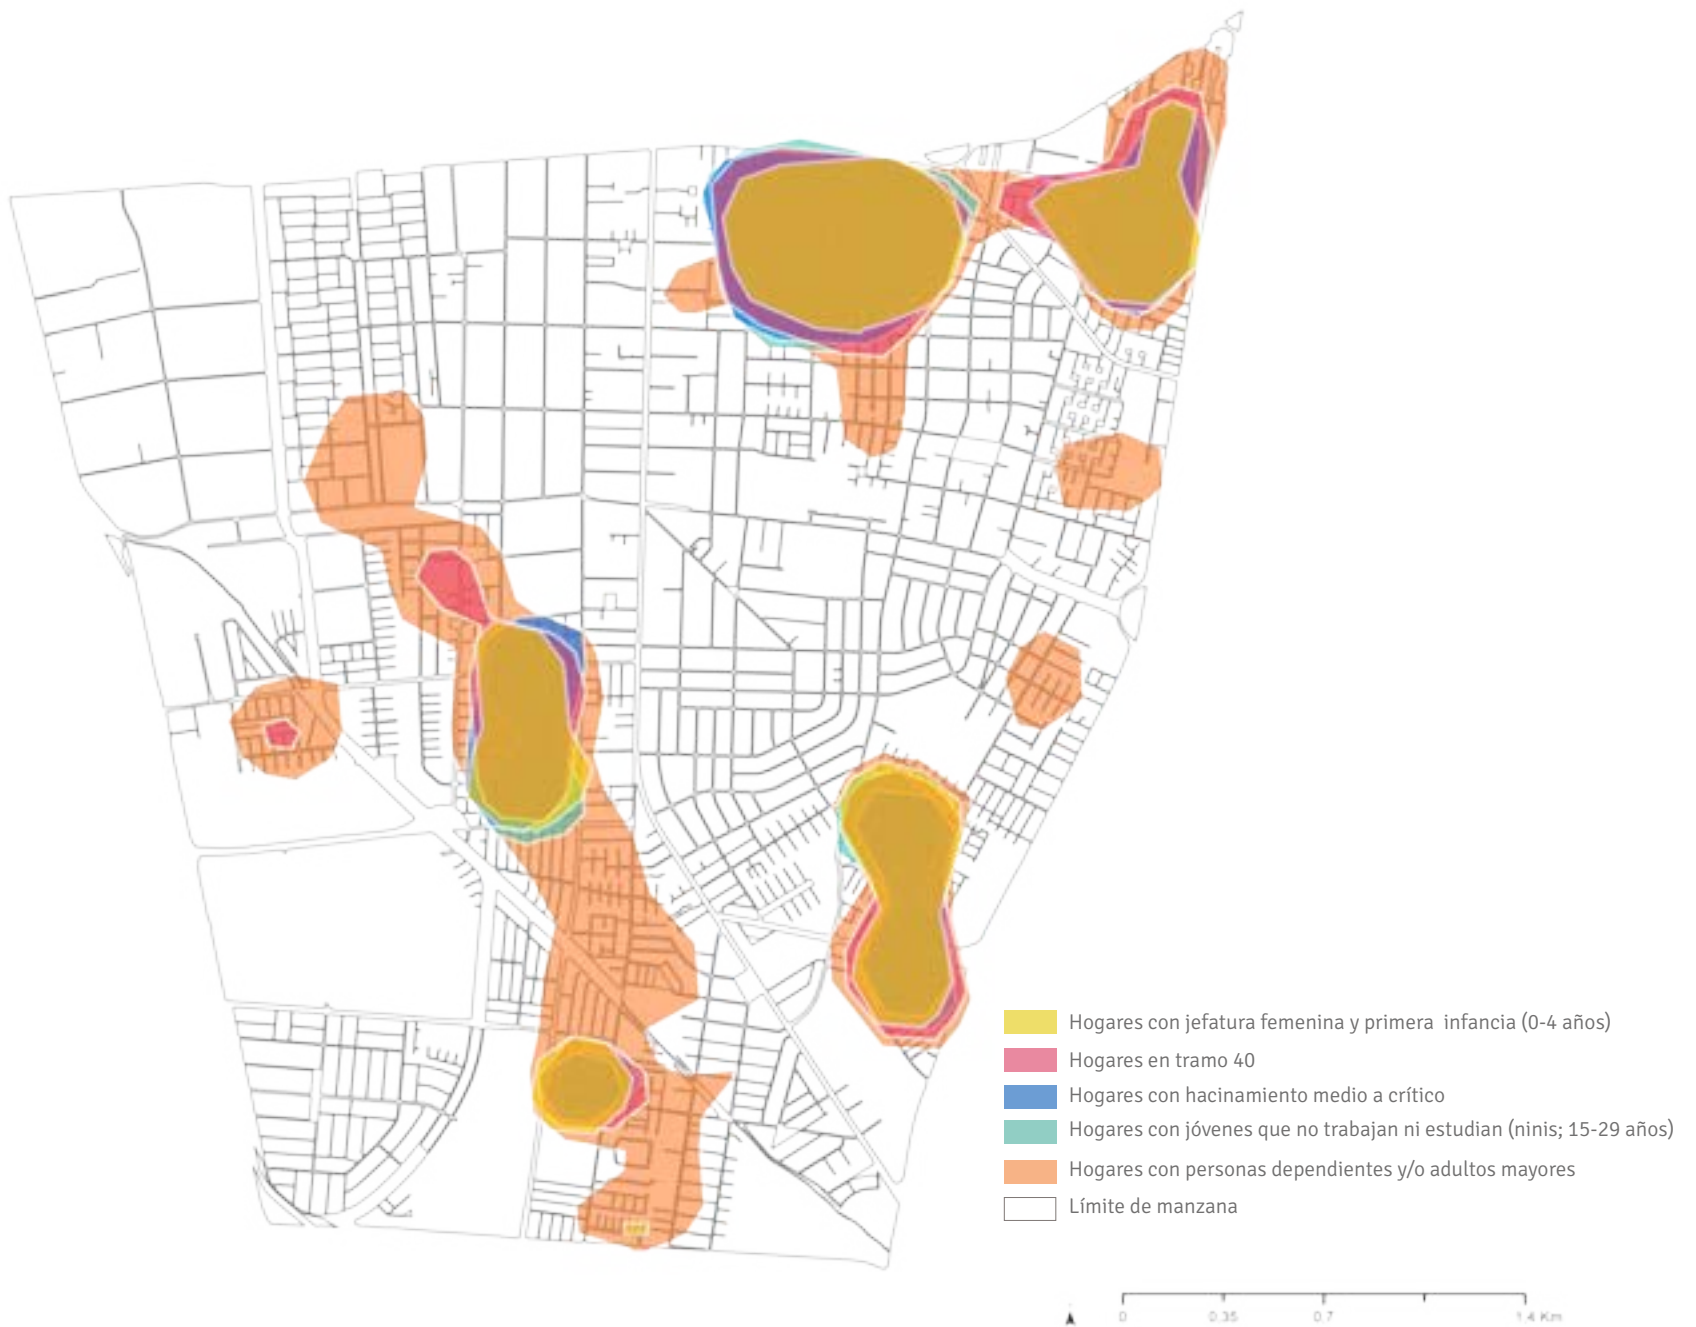 Hogares con jefatura femenina y primera infancia (0-4 años)
Hogares en tramo 40
Hogares con hacinamiento medio a crítico
Hogares con jóvenes que no trabajan ni estudian (ninis; 15-29 años)
Hogares con personas dependientes y/o adultos mayores
Límite de manzana
0 0,35 0,7 1,4 Km